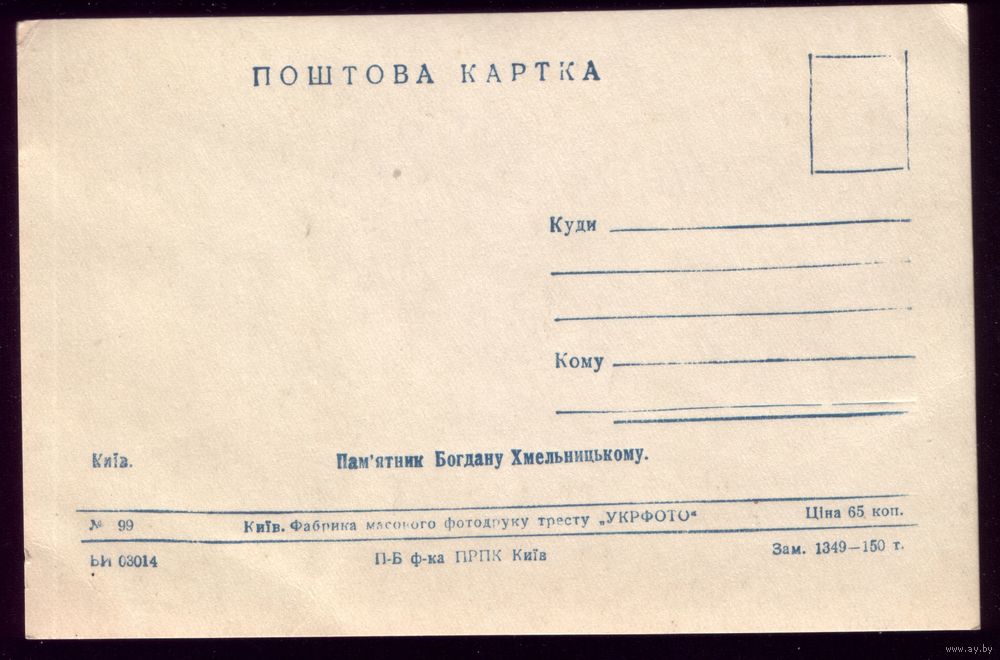 ПОШТОВА КАРТКА
Куди
Кому
Київ. Пам'ятник Богдану Хмельницькому.
№ 99 Київ. Фабрика масового фотодруку тресту „УКРФОТО“ Ціна 65 коп.
БИ 03014 П-Б ф-ка ПРПК Київ Зам. 1349—150 т.
www.ay.by